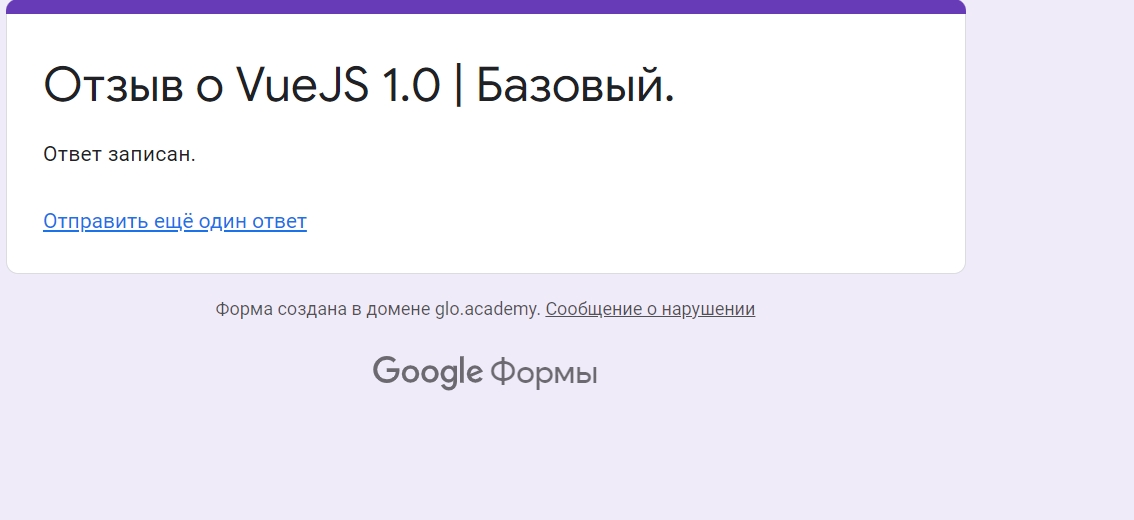 Отзыв о VueJS 1.0 | Базовый.
Ответ записан.
Отправить ещё один ответ
Форма создана в домене glo.academy. Сообщение о нарушении
Google Формы